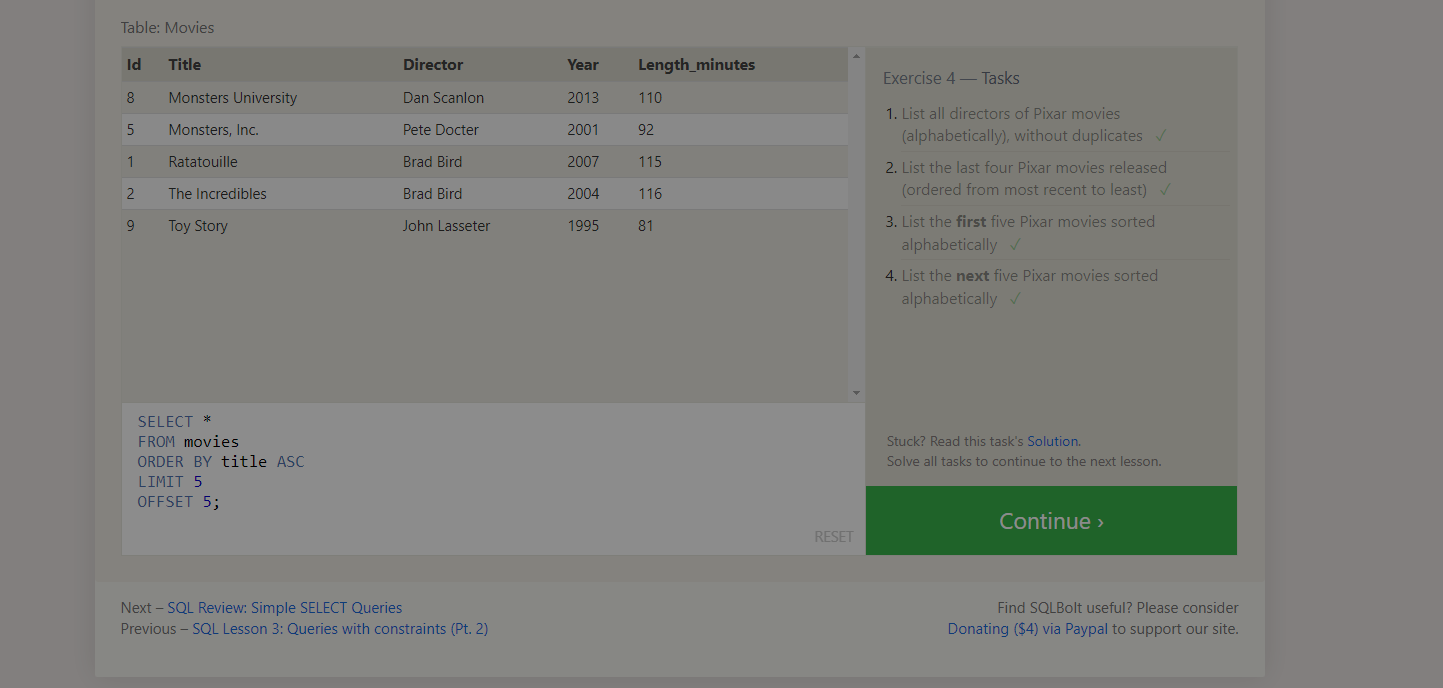 Table: Movies
Id Title Director Year Length_minutes
8 Monsters University Dan Scanlon 2013 110
5 Monsters, Inc. Pete Docter 2001 92
1 Ratatouille Brad Bird 2007 115
2 The Incredibles Brad Bird 2004 116
9 Toy Story John Lasseter 1995 81
SELECT *
FROM movies
ORDER BY title ASC
LIMIT 5
OFFSET 5;
RESET
Exercise 4 — Tasks
1. List all directors of Pixar movies
(alphabetically), without duplicates ✓
2. List the last four Pixar movies released
(ordered from most recent to least) ✓
3. List the first five Pixar movies sorted
alphabetically ✓
4. List the next five Pixar movies sorted
alphabetically ✓
Stuck? Read this task's Solution.
Solve all tasks to continue to the next lesson.
Continue ›
Next – SQL Review: Simple SELECT Queries
Previous – SQL Lesson 3: Queries with constraints (Pt. 2)
Find SQLBolt useful? Please consider
Donating ($4) via Paypal to support our site.